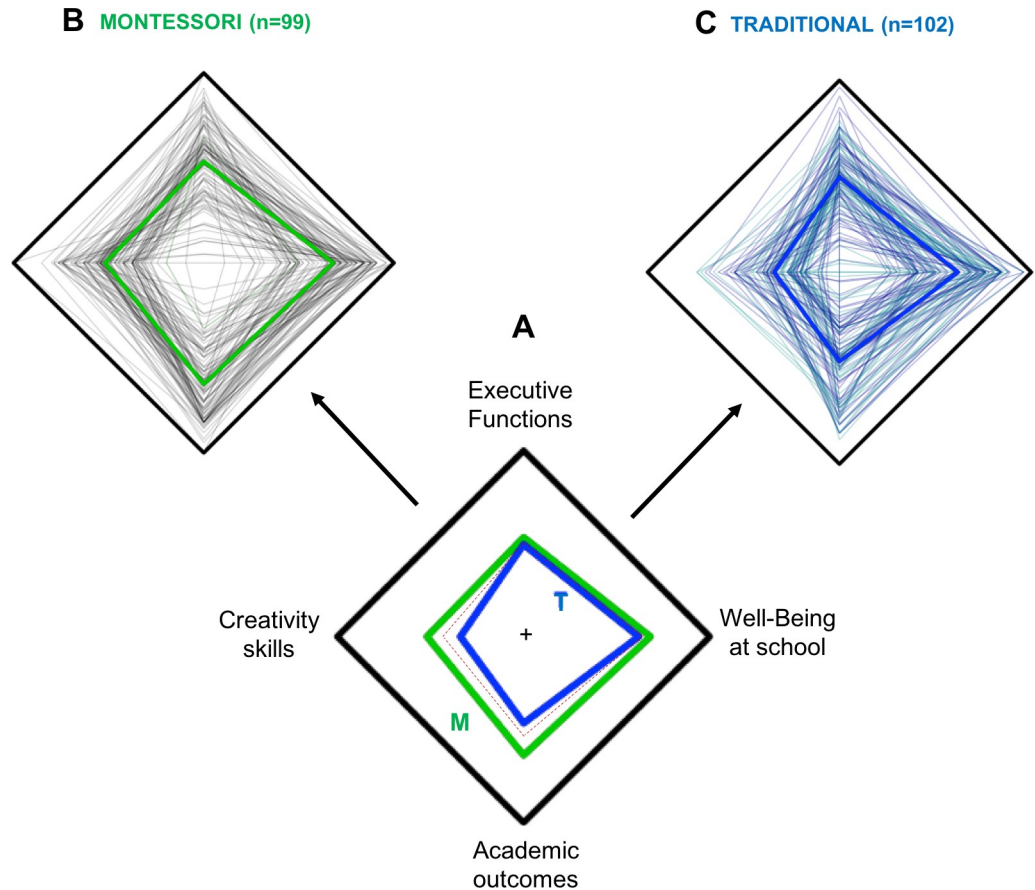 B MONTESSORI (n=99)
C TRADITIONAL (n=102)
A
Executive
Functions
T
Creativity
skills
+
Well-Being
at school
M
Academic
outcomes